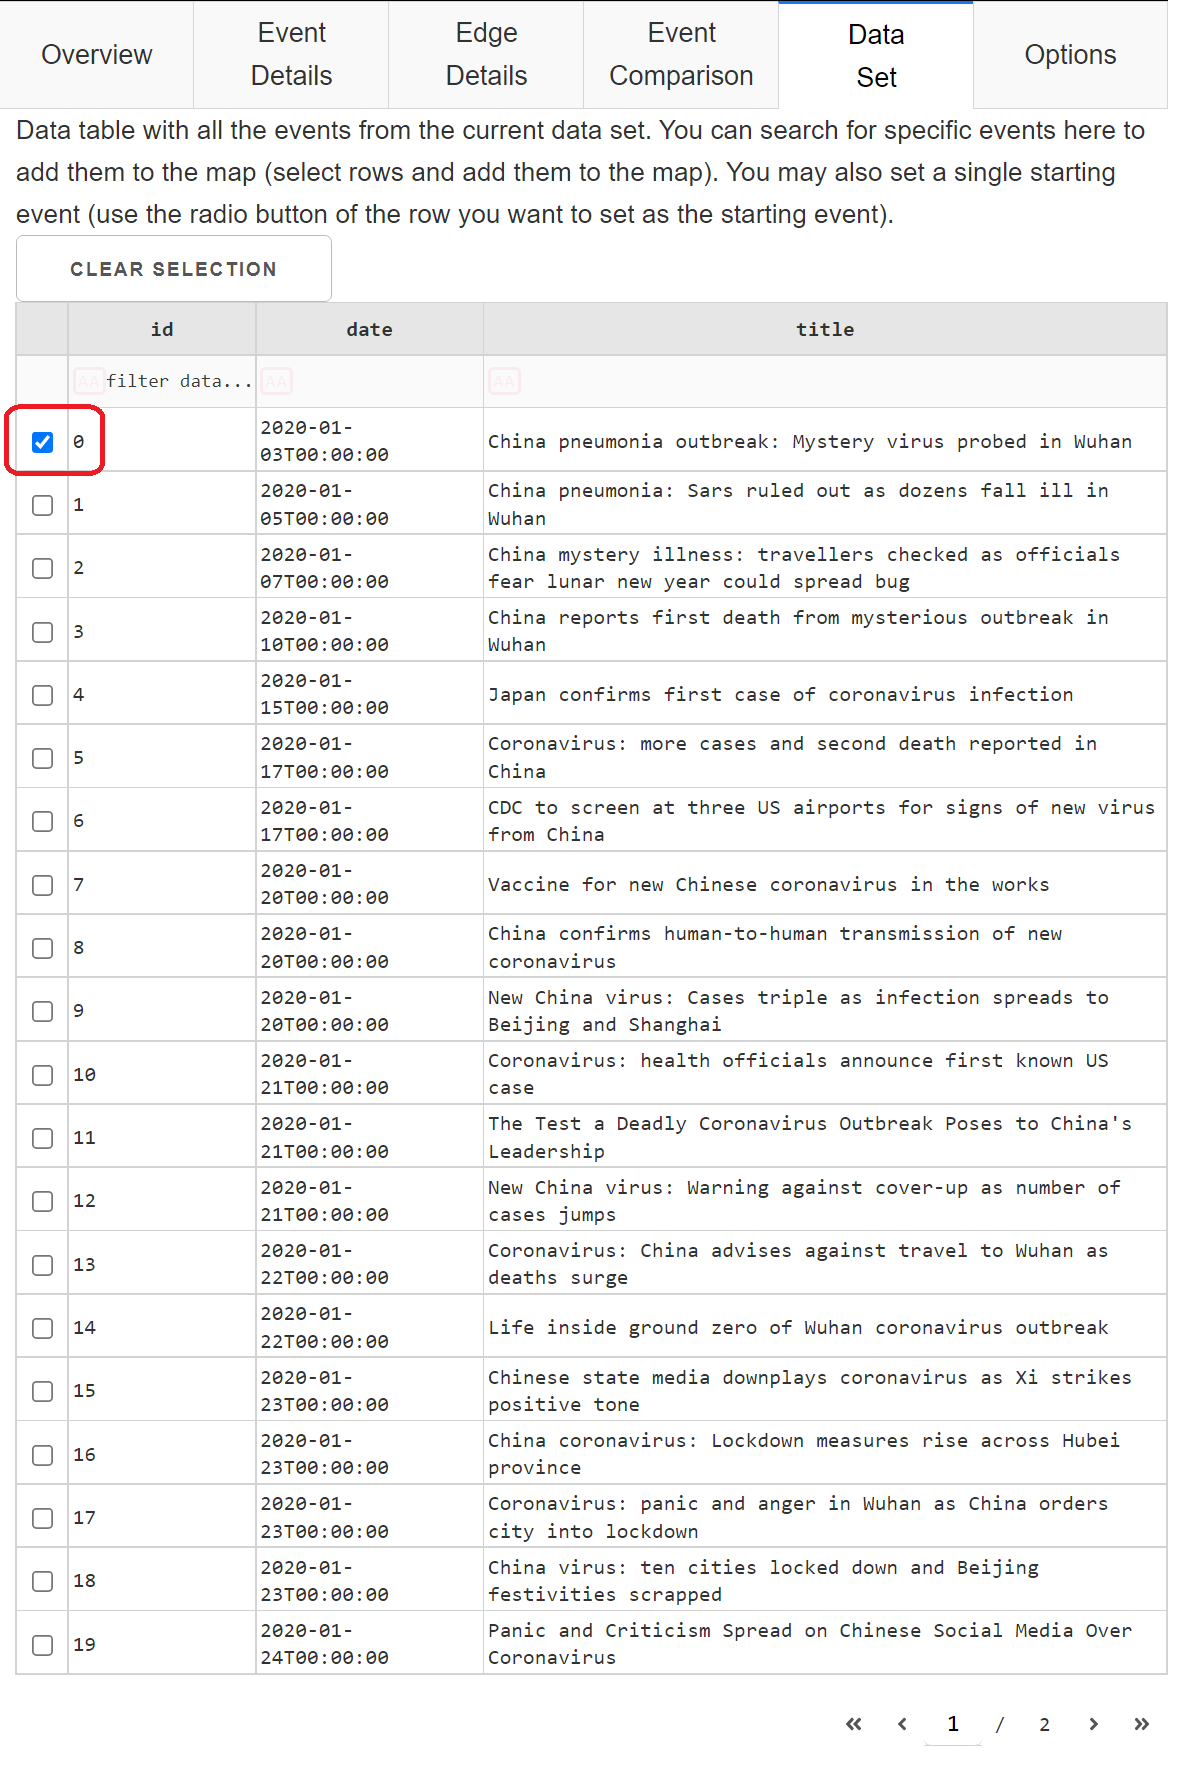 Overview
Event
Details
Edge
Details
Event
Comparison
Data
Set
Options
Data table with all the events from the current data set. You can search for specific events here to
add them to the map (select rows and add them to the map). You may also set a single starting
event (use the radio button of the row you want to set as the starting event).
CLEAR SELECTION
id date title
AA filter data... AA AA
0 2020-01-03T00:00:00 China pneumonia outbreak: Mystery virus probed in Wuhan
1 2020-01-05T00:00:00 China pneumonia: Sars ruled out as dozens fall ill in
Wuhan
2 2020-01-07T00:00:00 China mystery illness: travellers checked as officials
fear lunar new year could spread bug
3 2020-01-10T00:00:00 China reports first death from mysterious outbreak in
Wuhan
4 2020-01-15T00:00:00 Japan confirms first case of coronavirus infection
5 2020-01-17T00:00:00 Coronavirus: more cases and second death reported in
China
6 2020-01-17T00:00:00 CDC to screen at three US airports for signs of new virus
from China
7 2020-01-20T00:00:00 Vaccine for new Chinese coronavirus in the works
8 2020-01-20T00:00:00 China confirms human-to-human transmission of new
coronavirus
9 2020-01-20T00:00:00 New China virus: Cases triple as infection spreads to
Beijing and Shanghai
10 2020-01-21T00:00:00 Coronavirus: health officials announce first known US
case
11 2020-01-21T00:00:00 The Test a Deadly Coronavirus Outbreak Poses to China's
Leadership
12 2020-01-21T00:00:00 New China virus: Warning against cover-up as number of
cases jumps
13 2020-01-22T00:00:00 Coronavirus: China advises against travel to Wuhan as
deaths surge
14 2020-01-22T00:00:00 Life inside ground zero of Wuhan coronavirus outbreak
15 2020-01-23T00:00:00 Chinese state media downplays coronavirus as Xi strikes
positive tone
16 2020-01-23T00:00:00 China coronavirus: Lockdown measures rise across Hubei
province
17 2020-01-23T00:00:00 Coronavirus: panic and anger in Wuhan as China orders
city into lockdown
18 2020-01-23T00:00:00 China virus: ten cities locked down and Beijing
festivities scrapped
19 2020-01-24T00:00:00 Panic and Criticism Spread on Chinese Social Media Over
Coronavirus
« ‹ 1 / 2 › »